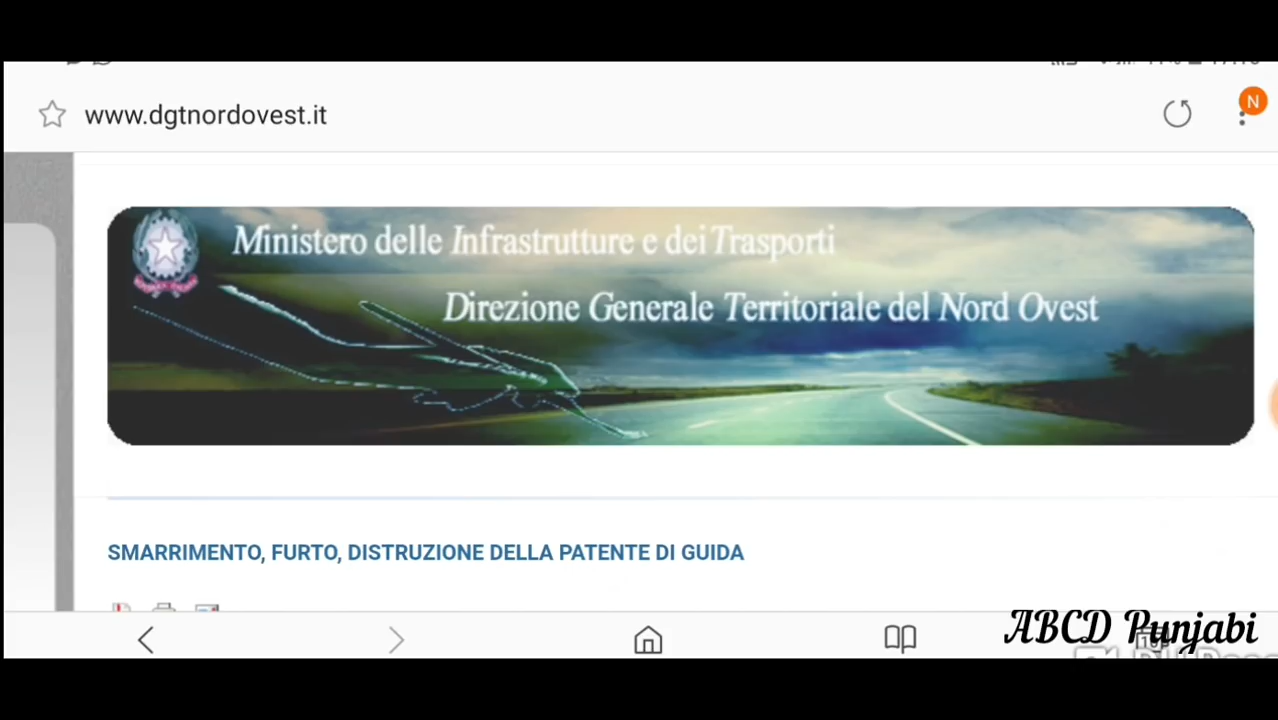 www.dgtnordovest.it
N
Ministero delle Infrastrutture e dei Trasporti
Direzione Generale Territoriale del Nord Ovest
SMARRIMENTO, FURTO, DISTRUZIONE DELLA PATENTE DI GUIDA
ABCD Punjabi